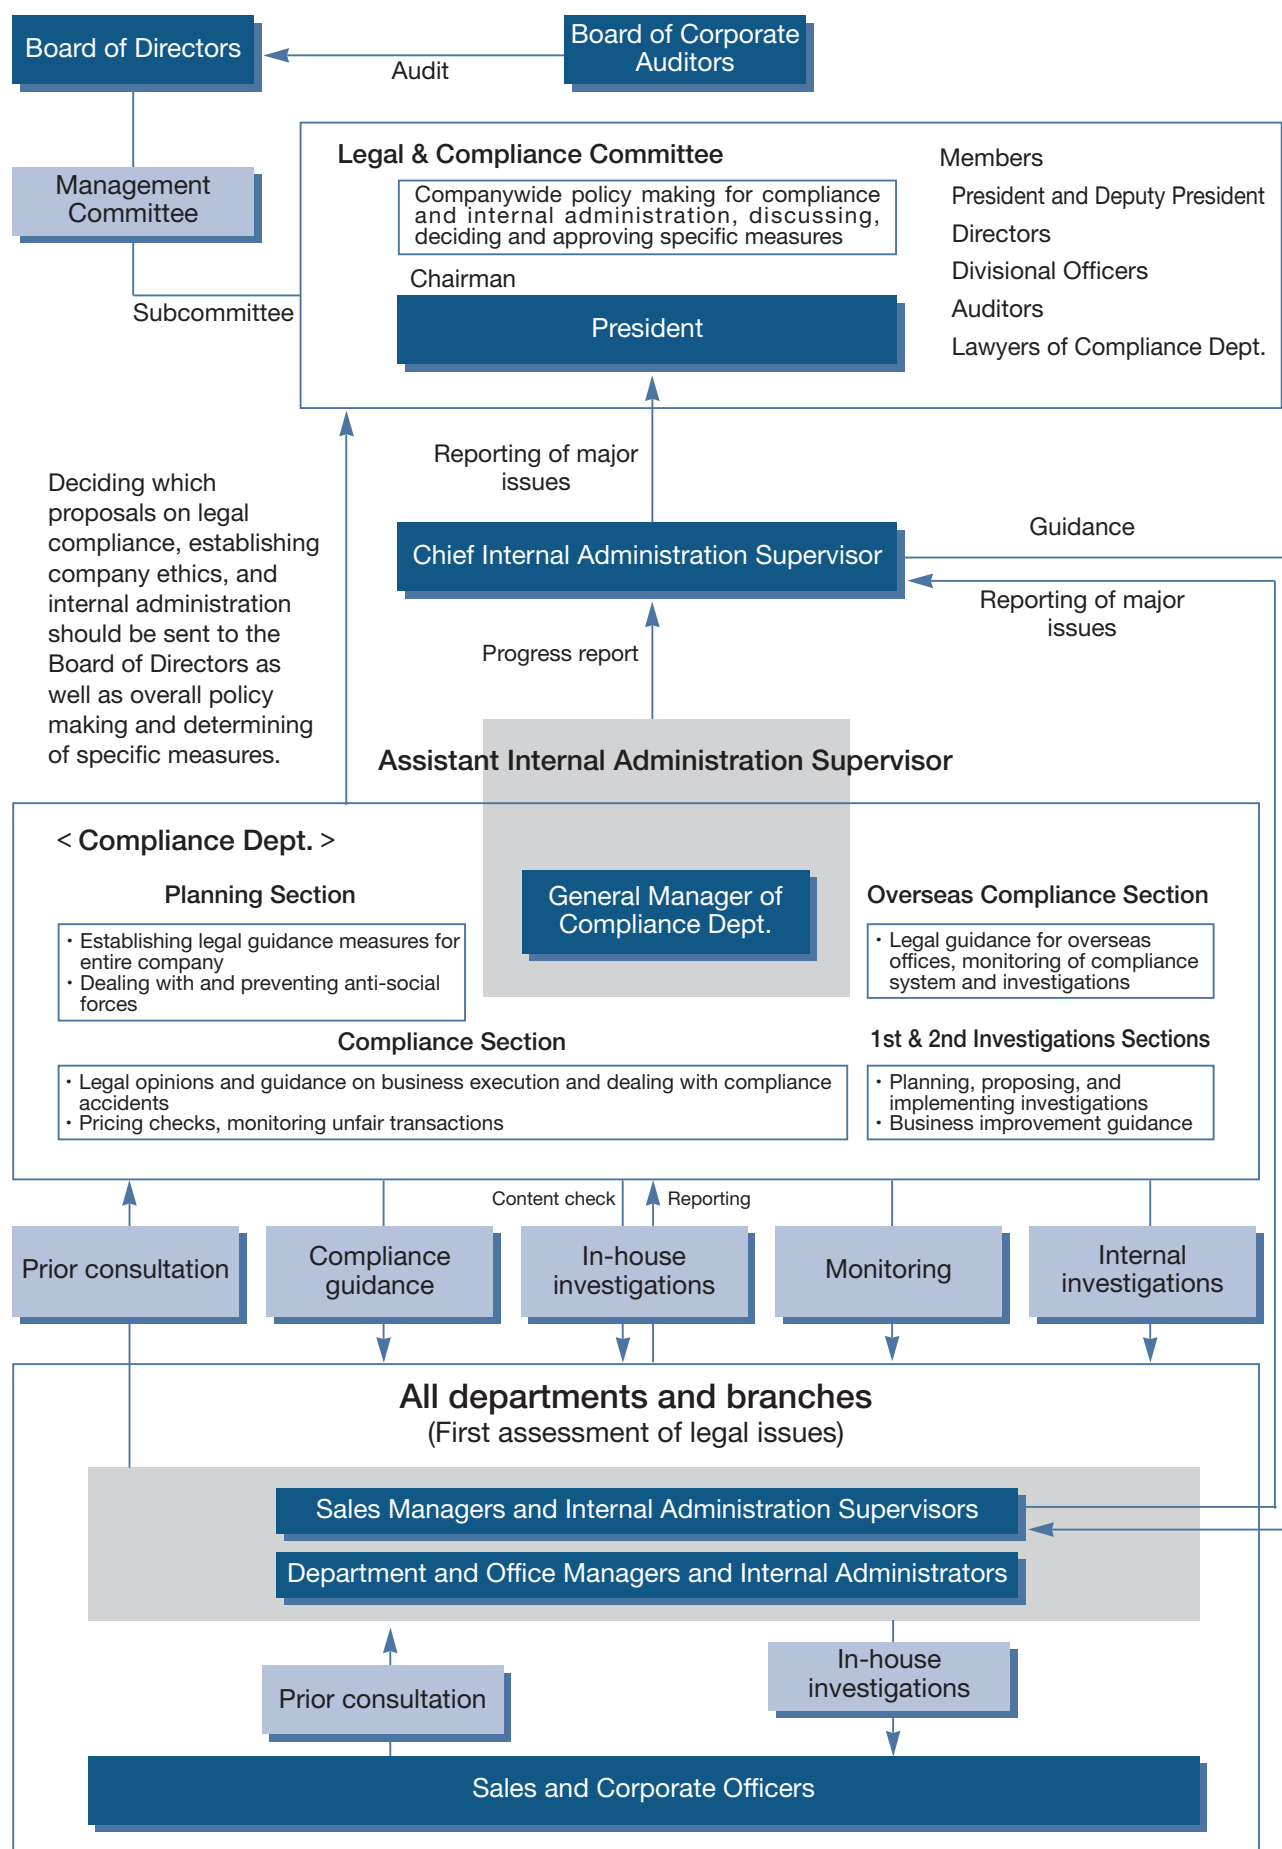 Board of Directors
Board of Corporate
Auditors
Audit
Management
Committee
Subcommittee
Legal & Compliance Committee
Companywide policy making for compliance
and internal administration, discussing,
deciding and approving specific measures
Chairman
President
Members
President and Deputy President
Directors
Divisional Officers
Auditors
Lawyers of Compliance Dept.
Reporting of major
issues
Deciding which
proposals on legal
compliance, establishing
company ethics, and
internal administration
should be sent to the
Board of Directors as
well as overall policy
making and determining
of specific measures.
Chief Internal Administration Supervisor
Guidance
Reporting of major
issues
Progress report
Assistant Internal Administration Supervisor
< Compliance Dept. >
General Manager of
Compliance Dept.
Planning Section
・Establishing legal guidance measures for
entire company
・Dealing with and preventing anti-social
forces
Overseas Compliance Section
・Legal guidance for overseas
offices, monitoring of compliance
system and investigations
Compliance Section
・Legal opinions and guidance on business execution and dealing with compliance
accidents
・Pricing checks, monitoring unfair transactions
1st & 2nd Investigations Sections
・Planning, proposing, and
implementing investigations
・Business improvement guidance
Content check
Reporting
Prior consultation
Compliance
guidance
In-house
investigations
Monitoring
Internal
investigations
All departments and branches
(First assessment of legal issues)
Sales Managers and Internal Administration Supervisors
Department and Office Managers and Internal Administrators
Prior consultation
In-house
investigations
Sales and Corporate Officers